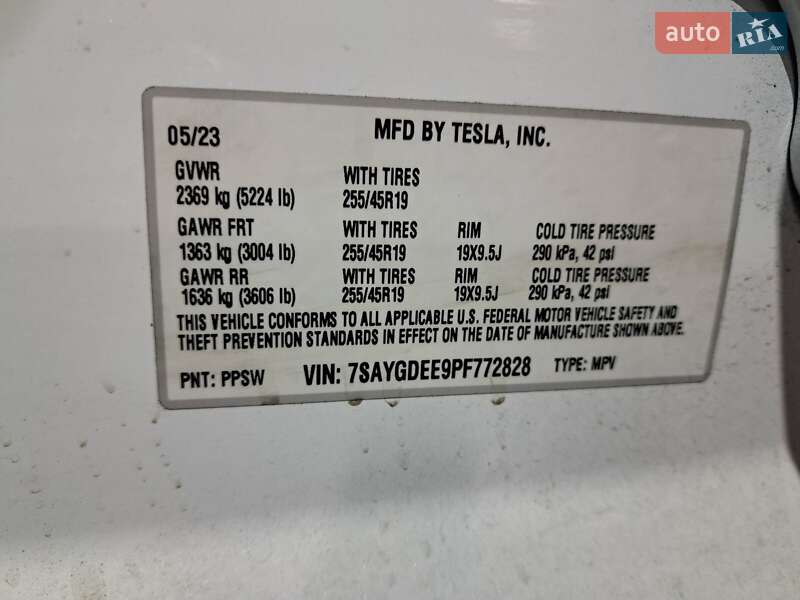 auto RIA .com
05/23 MFD BY TESLA, INC.
GVWR WITH TIRES
2369 kg (5224 lb) 255/45R19
GAWR FRT WITH TIRES RIM COLD TIRE PRESSURE
1363 kg (3004 lb) 255/45R19 19X9.5J 290 kPa, 42 psi
GAWR RR WITH TIRES RIM COLD TIRE PRESSURE
1636 kg (3606 lb) 255/45R19 19X9.5J 290 kPa, 42 psi
THIS VEHICLE CONFORMS TO ALL APPLICABLE U.S. FEDERAL MOTOR VEHICLE SAFETY AND
THEFT PREVENTION STANDARDS IN EFFECT ON THE DATE OF MANUFACTURE SHOWN ABOVE.
PNT: PPSW VIN: 7SAYGDEE9PF772828 TYPE: MPV